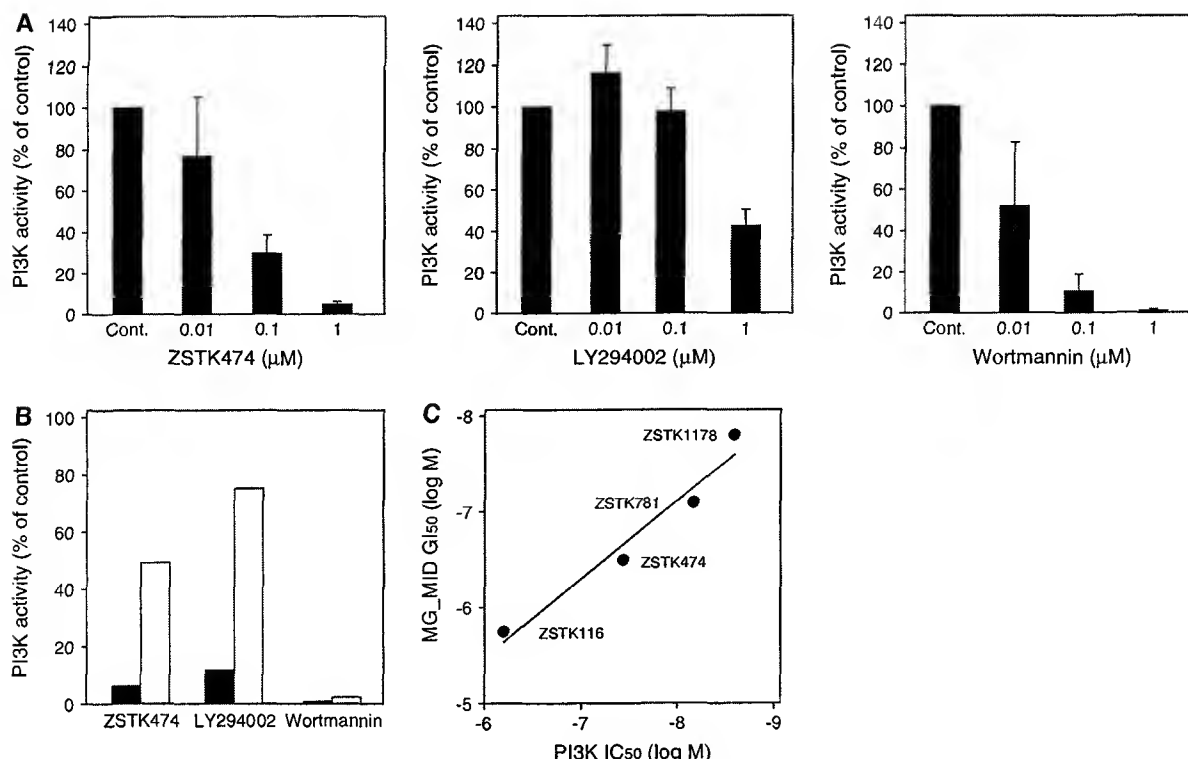 A
PI3K activity (% of control)
140
120
100
80
60
40
20
0
Cont. 0.01 0.1 1
ZSTK474 (μM)
PI3K activity (% of control)
140
120
100
80
60
40
20
0
Cont. 0.01 0.1 1
LY294002 (μM)
PI3K activity (% of control)
140
120
100
80
60
40
20
0
Cont. 0.01 0.1 1
Wortmannin (μM)
B
PI3K activity (% of control)
100
80
60
40
20
0
ZSTK474 LY294002 Wortmannin
C
MG_MID GI50 (log M)
-8
-7
-6
-5
ZSTK1178
ZSTK781
ZSTK474
ZSTK116
-6 -7 -8 -9
PI3K IC50 (log M)